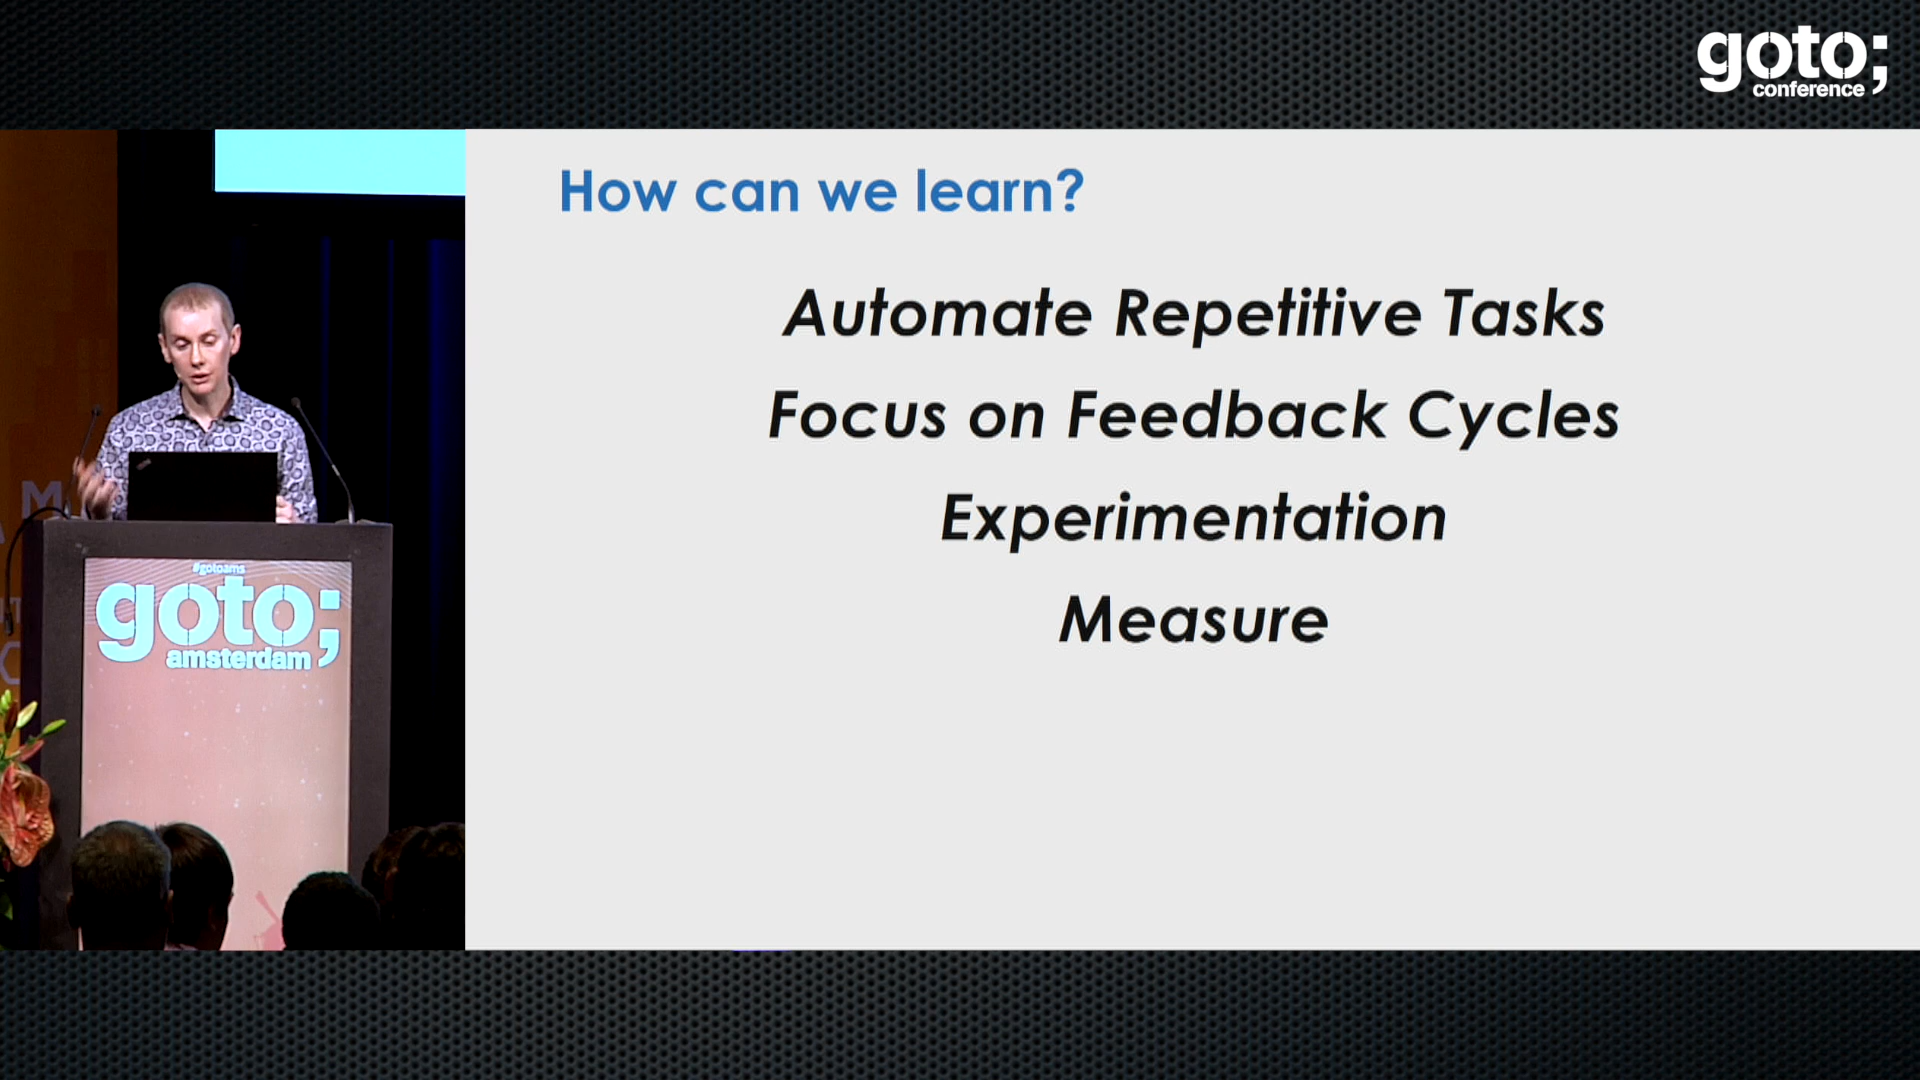 goto;
conference
How can we learn?
Automate Repetitive Tasks
Focus on Feedback Cycles
Experimentation
Measure
#gotoams
goto;
amsterdam